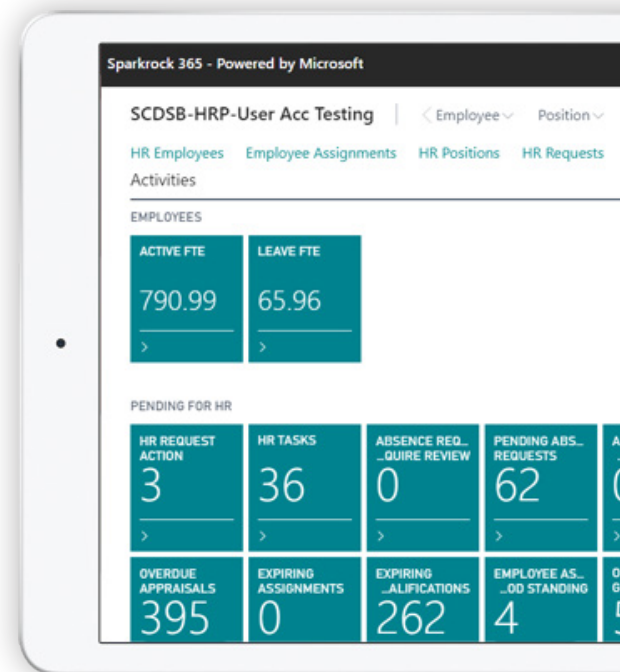 Sparkrock 365 - Powered by Microsoft
SCDSB-HRP-User Acc Testing Employee Position
HR Employees Employee Assignments HR Positions HR Requests
Activities
EMPLOYEES
ACTIVE FTE LEAVE FTE
790.99 65.96
PENDING FOR HR
HR REQUEST HR TASKS ABSENCE REQ... PENDING ABS...
ACTION ...QUIRE REVIEW REQUESTS
3 36 0 62
OVERDUE EXPIRING EXPIRING EMPLOYEE AS...
APPRAISALS ASSIGNMENTS ...ALIFICATIONS ...OD STANDING
395 0 262 4